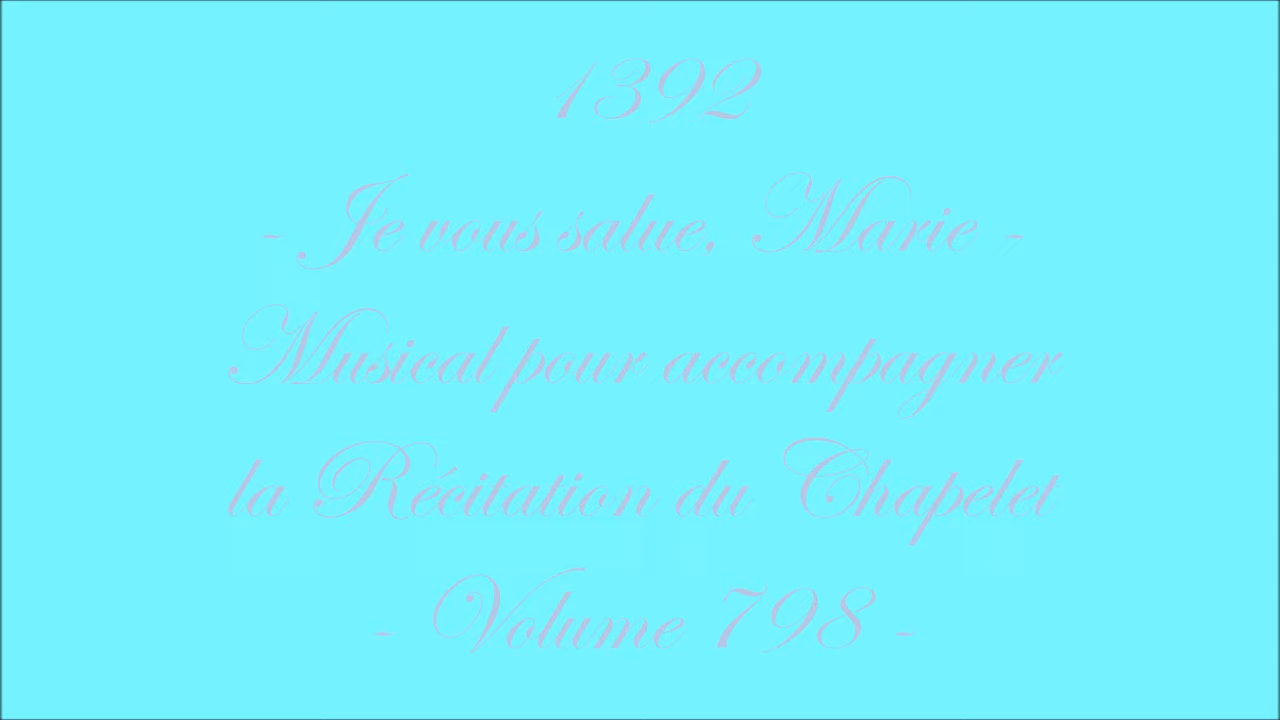 1392
- Je vous salue, Marie -
Musical pour accompagner
la Récitation du Chapelet
- Volume 798 -